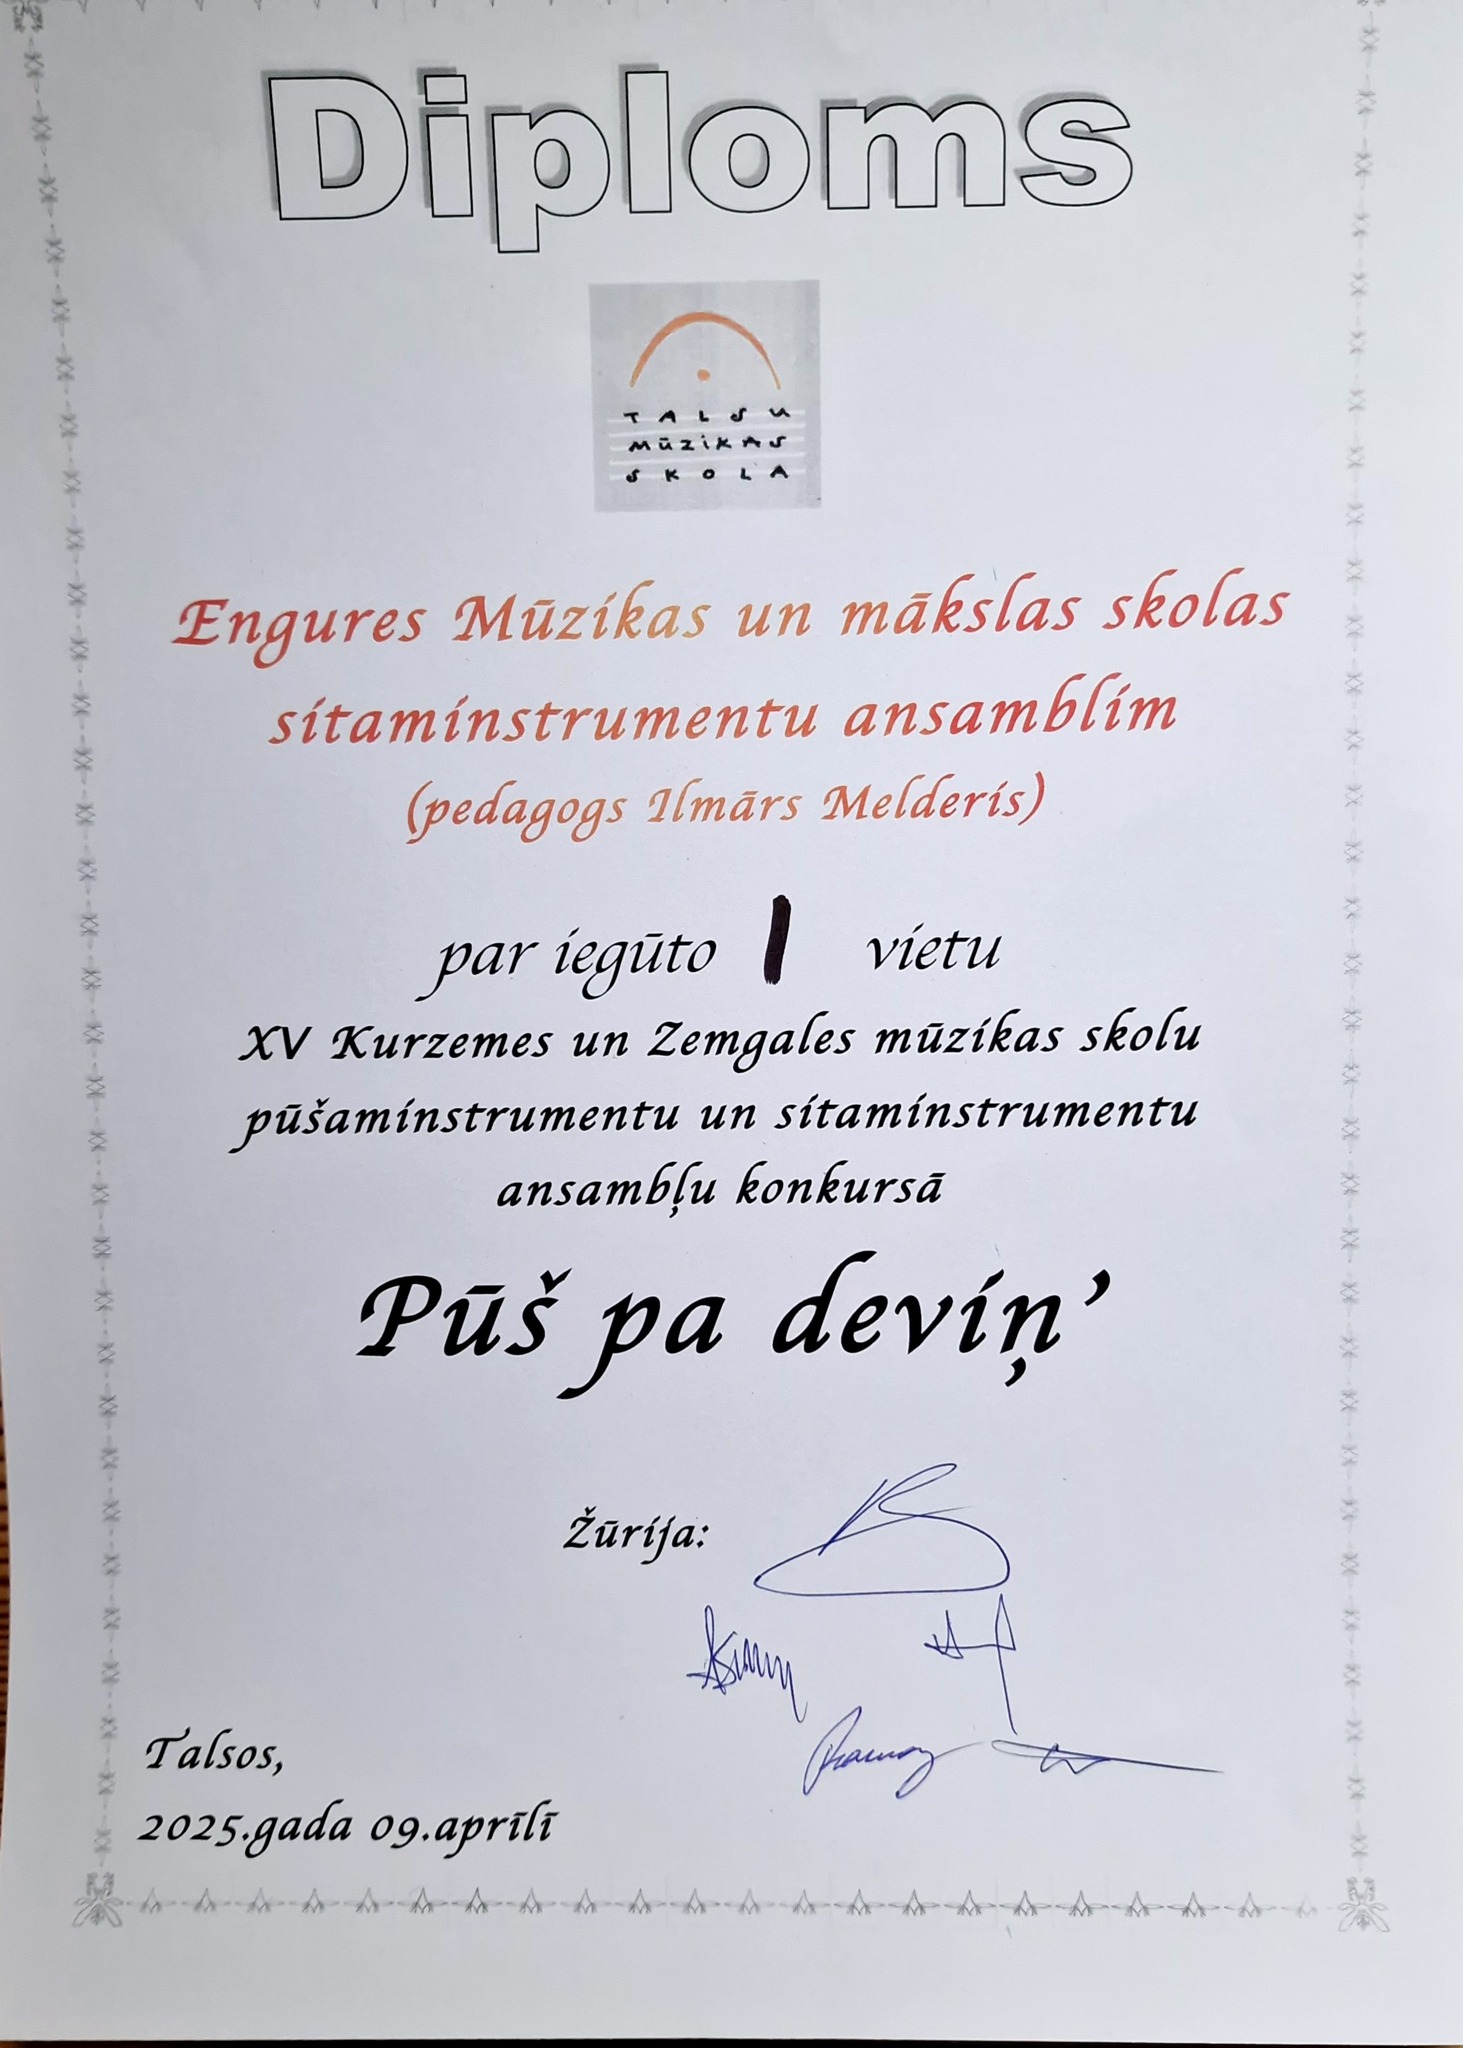 Diploms
TALSU
MŪZIKAS
SKOLA
Engures Mūzikas un mākslas skolas
sitaminstrumentu ansamblim
(pedagogs Ilmārs Melderis)
par iegūto I vietu
XV Kurzemes un Zemgales mūzikas skolu
pūšaminstrumentu un sitaminstrumentu
ansambļu konkursā
Pūš pa deviņ’
Žūrija:
Talsos,
2025.gada 09.aprīlī